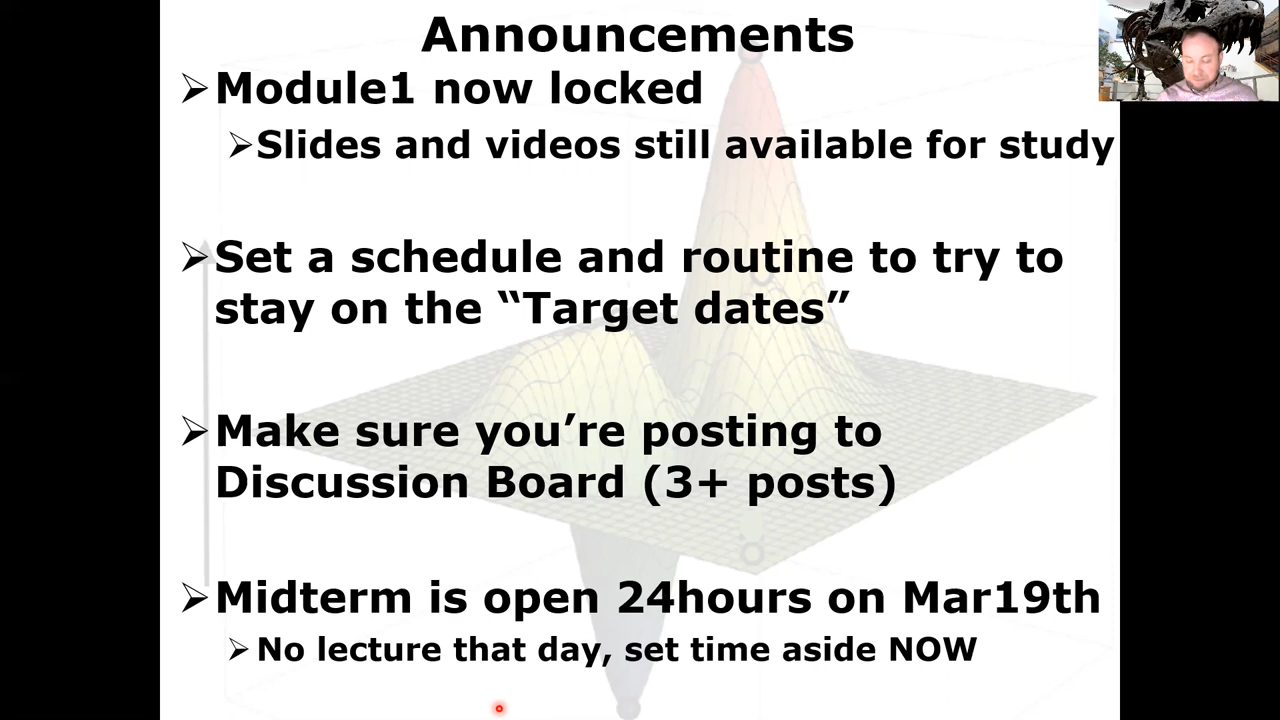 Announcements
➢Module1 now locked
➢Slides and videos still available for study
➢Set a schedule and routine to try to
stay on the “Target dates”
➢Make sure you’re posting to
Discussion Board (3+ posts)
➢Midterm is open 24hours on Mar19th
➢No lecture that day, set time aside NOW